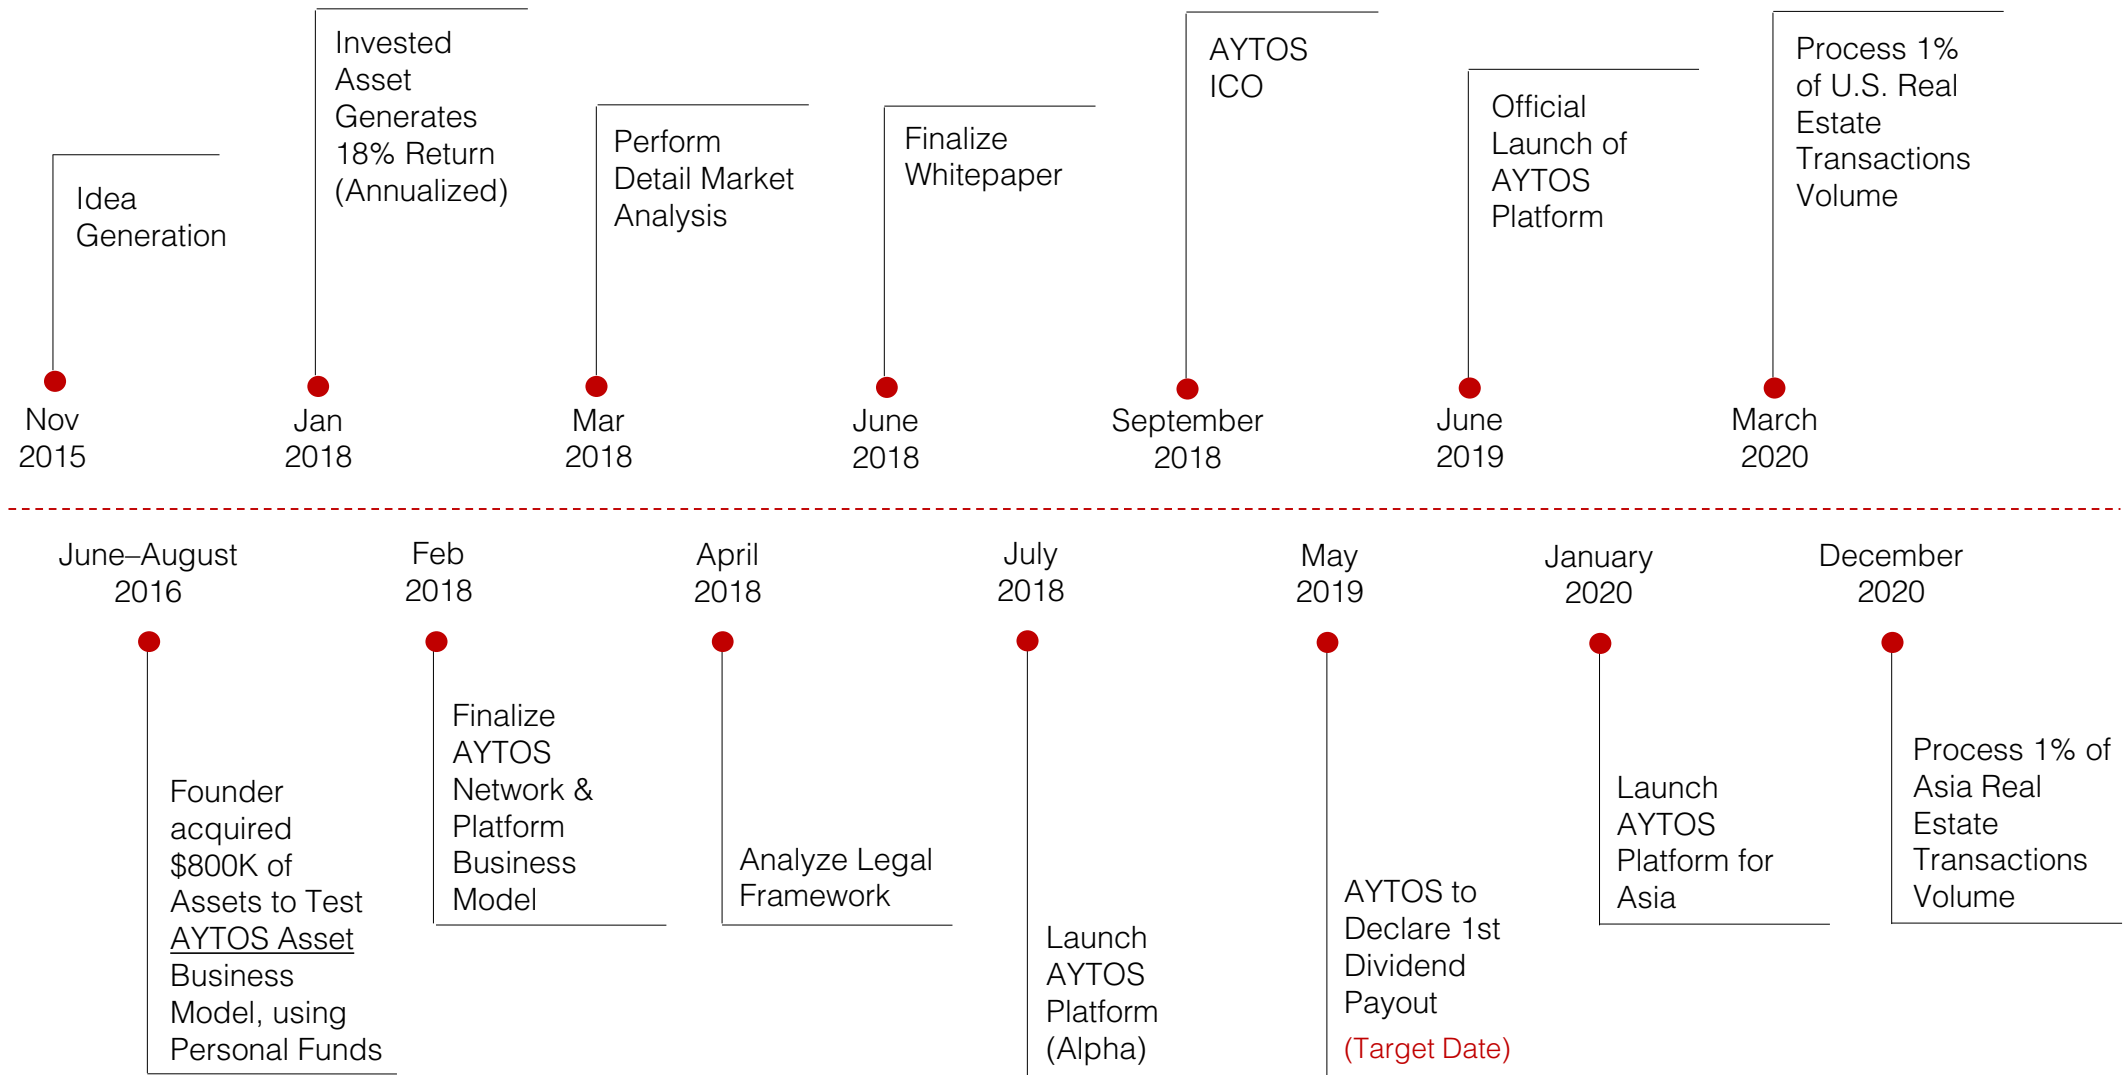 Idea
Generation
Nov
2015
Invested
Asset
Generates
18% Return
(Annualized)
Jan
2018
Perform
Detail Market
Analysis
Mar
2018
Finalize
Whitepaper
June
2018
AYTOS
ICO
September
2018
Official
Launch of
AYTOS
Platform
June
2019
Process 1%
of U.S. Real
Estate
Transactions
Volume
March
2020
June–August
2016
Founder
acquired
$800K of
Assets to Test
AYTOS Asset
Business
Model, using
Personal Funds
Feb
2018
Finalize
AYTOS
Network &
Platform
Business
Model
April
2018
Analyze Legal
Framework
July
2018
Launch
AYTOS
Platform
(Alpha)
May
2019
AYTOS to
Declare 1st
Dividend
Payout
(Target Date)
January
2020
Launch
AYTOS
Platform for
Asia
December
2020
Process 1% of
Asia Real
Estate
Transactions
Volume